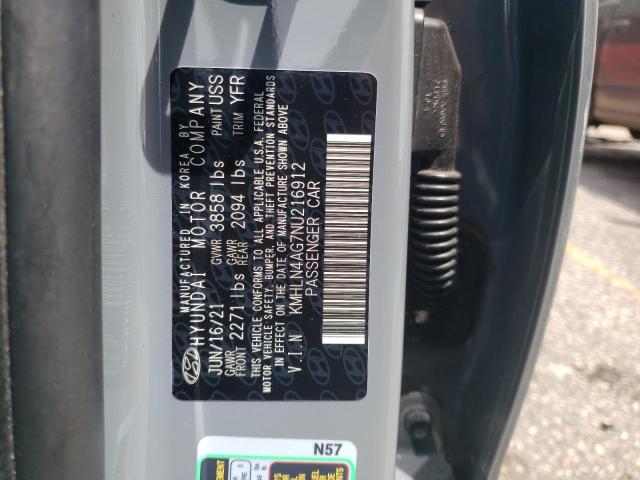 MANUFACTURED IN KOREA BY
HYUNDAI MOTOR COMPANY
JUN/16/21 GVWR 3858 lbs PAINT USS
GAWR FRONT 2271 lbs GAWR REAR 2094 lbs TRIM YFR
THIS VEHICLE CONFORMS TO ALL APPLICABLE U.S.A. FEDERAL
MOTOR VEHICLE SAFETY, BUMPER, AND THEFT PREVENTION STANDARDS
IN EFFECT ON THE DATE OF MANUFACTURE SHOWN ABOVE
V.I.N KMHLN4AG7NU216912
PASSENGER CAR
N57